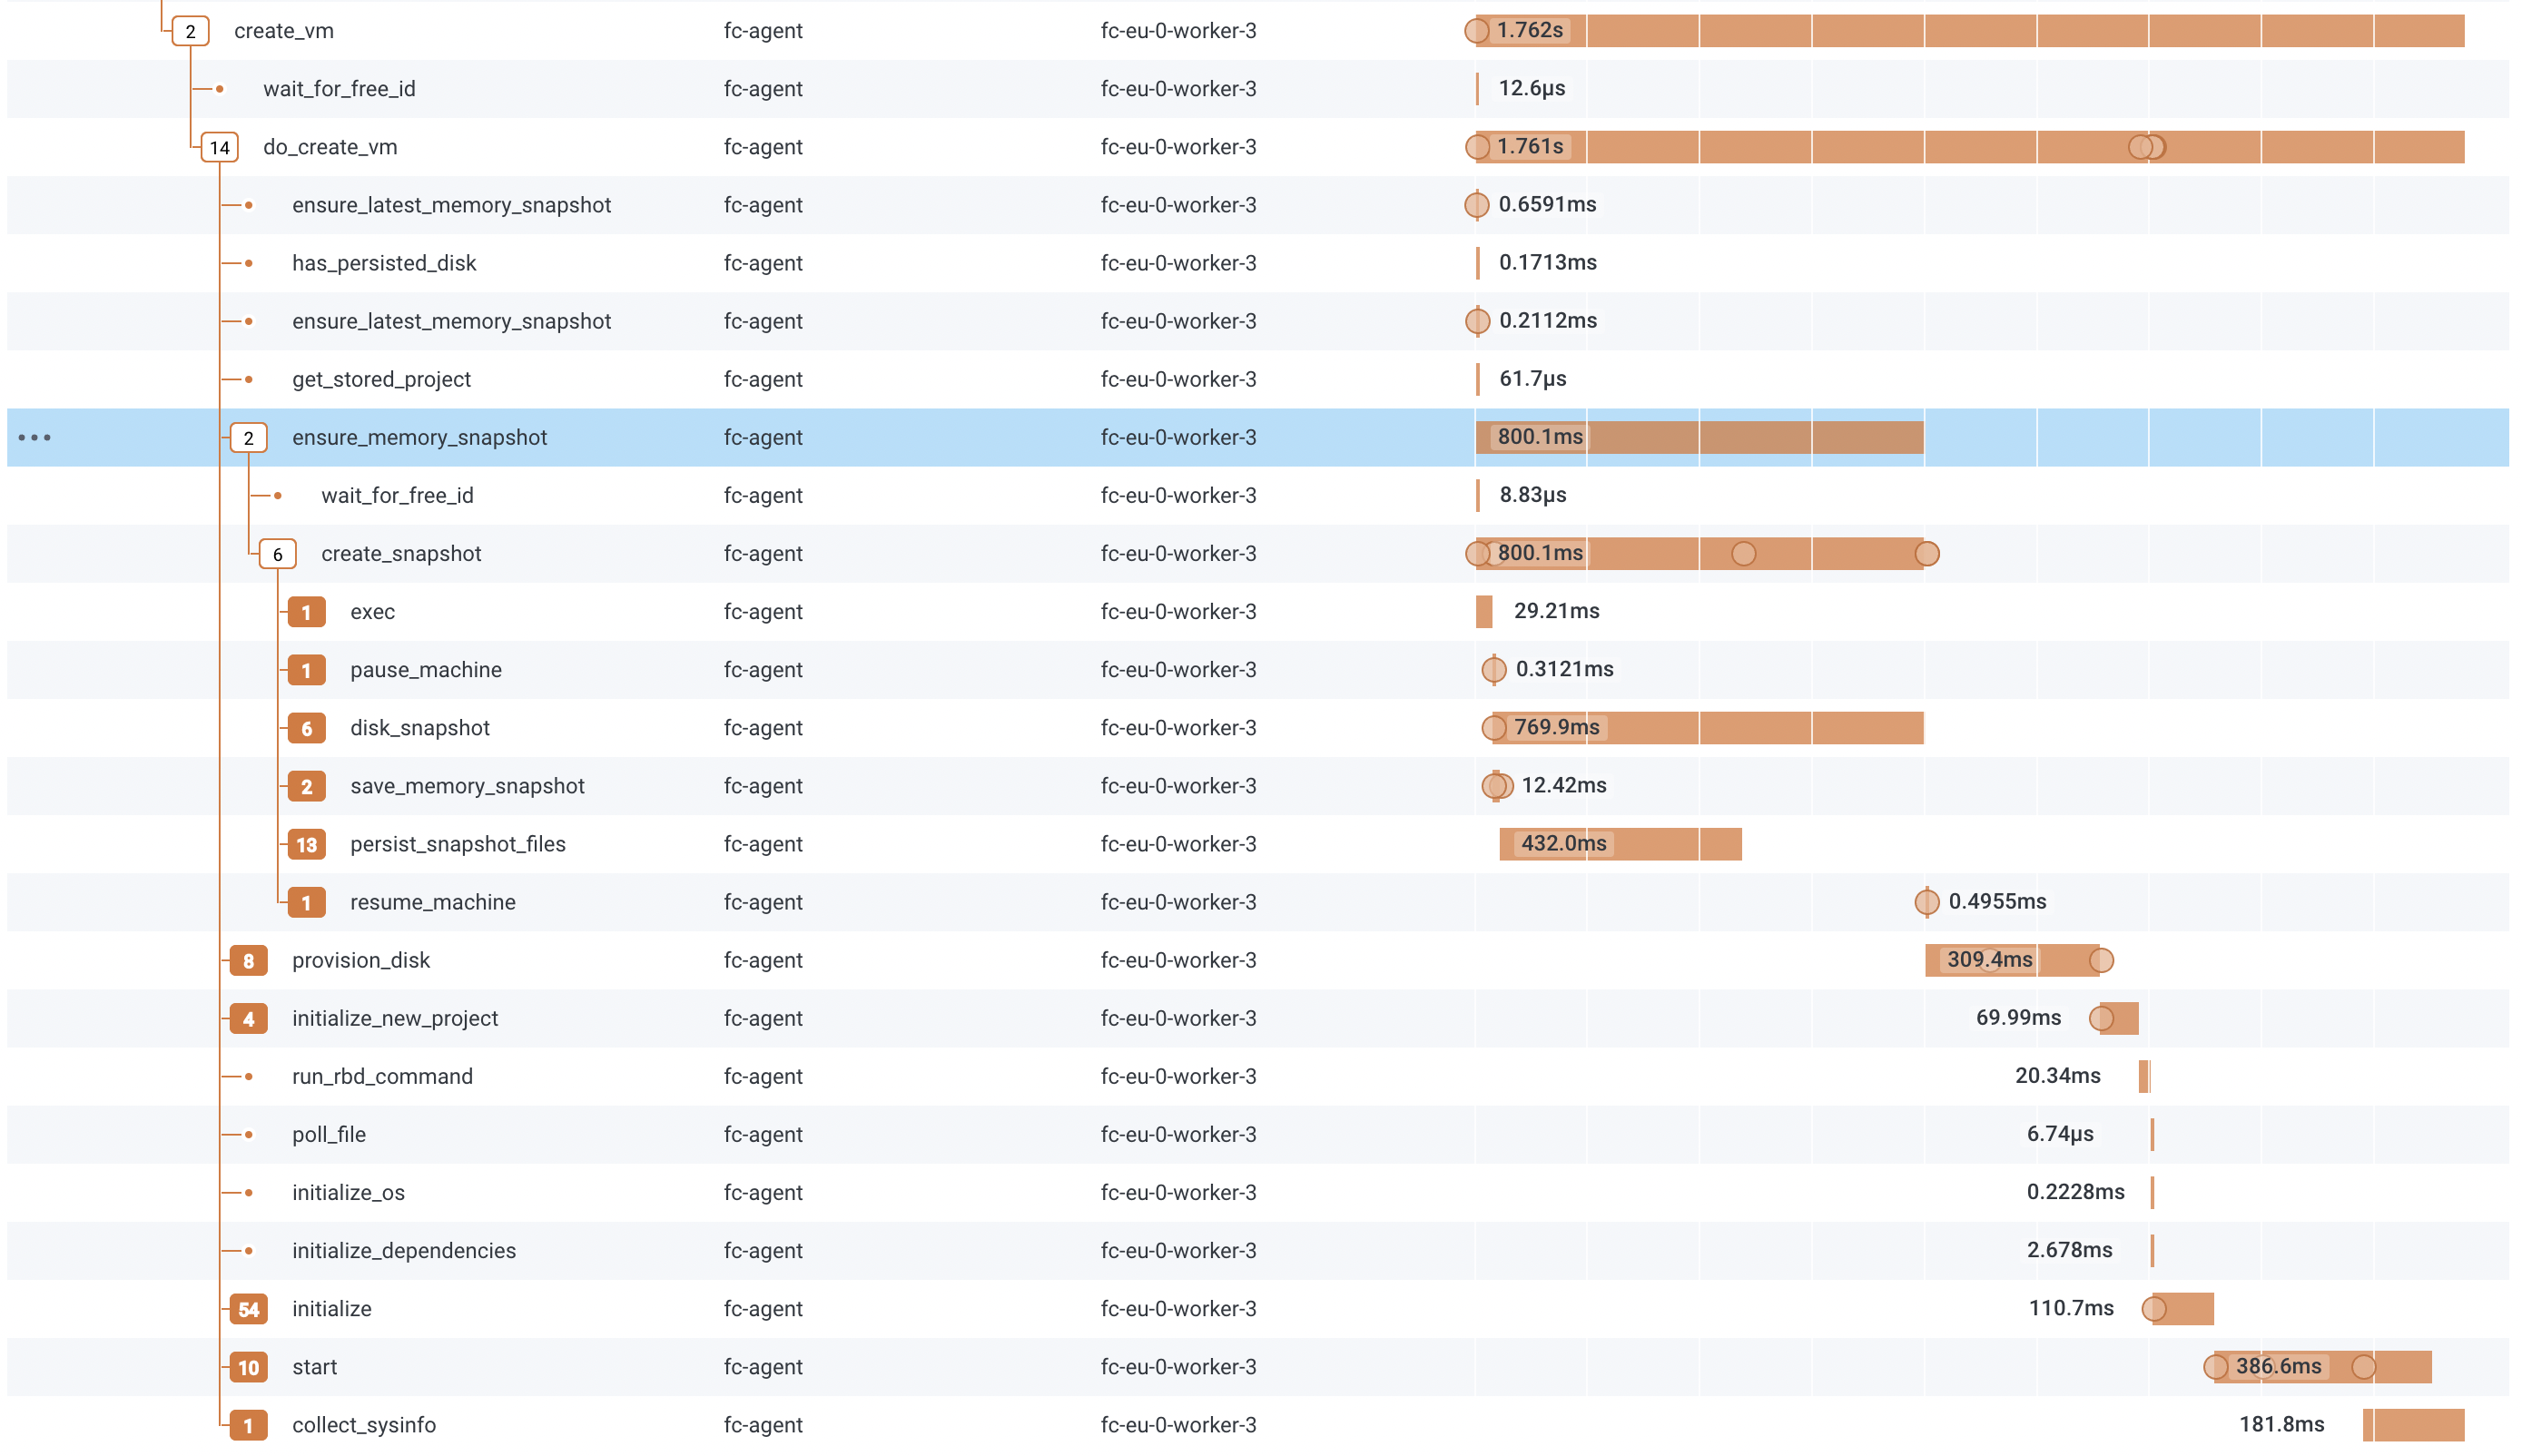 2 create_vm fc-agent fc-eu-0-worker-3 1.762s
wait_for_free_id fc-agent fc-eu-0-worker-3 12.6µs
14 do_create_vm fc-agent fc-eu-0-worker-3 1.761s
ensure_latest_memory_snapshot fc-agent fc-eu-0-worker-3 0.6591ms
has_persisted_disk fc-agent fc-eu-0-worker-3 0.1713ms
ensure_latest_memory_snapshot fc-agent fc-eu-0-worker-3 0.2112ms
get_stored_project fc-agent fc-eu-0-worker-3 61.7µs
2 ensure_memory_snapshot fc-agent fc-eu-0-worker-3 800.1ms
wait_for_free_id fc-agent fc-eu-0-worker-3 8.83µs
6 create_snapshot fc-agent fc-eu-0-worker-3 800.1ms
1 exec fc-agent fc-eu-0-worker-3 29.21ms
1 pause_machine fc-agent fc-eu-0-worker-3 0.3121ms
6 disk_snapshot fc-agent fc-eu-0-worker-3 769.9ms
2 save_memory_snapshot fc-agent fc-eu-0-worker-3 12.42ms
13 persist_snapshot_files fc-agent fc-eu-0-worker-3 432.0ms
1 resume_machine fc-agent fc-eu-0-worker-3 0.4955ms
8 provision_disk fc-agent fc-eu-0-worker-3 309.4ms
4 initialize_new_project fc-agent fc-eu-0-worker-3 69.99ms
run_rbd_command fc-agent fc-eu-0-worker-3 20.34ms
poll_file fc-agent fc-eu-0-worker-3 6.74µs
initialize_os fc-agent fc-eu-0-worker-3 0.2228ms
initialize_dependencies fc-agent fc-eu-0-worker-3 2.678ms
54 initialize fc-agent fc-eu-0-worker-3 110.7ms
10 start fc-agent fc-eu-0-worker-3 386.6ms
1 collect_sysinfo fc-agent fc-eu-0-worker-3 181.8ms